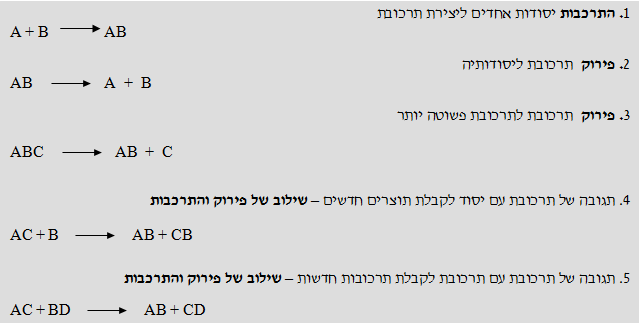 1. התרכבות יסודות אחדים ליצירת תרכובת
A + B ⟶ AB
2. פירוק תרכובת ליסודותיה
AB ⟶ A + B
3. פירוק תרכובת לתרכובת פשוטה יותר
ABC ⟶ AB + C
4. תגובה של תרכובת עם יסוד לקבלת תוצרים חדשים – שילוב של פירוק והתרכבות
AC + B ⟶ AB + CB
5. תגובה של תרכובת עם תרכובת לקבלת תרכובות חדשות – שילוב של פירוק והתרכבות
AC + BD ⟶ AB + CD